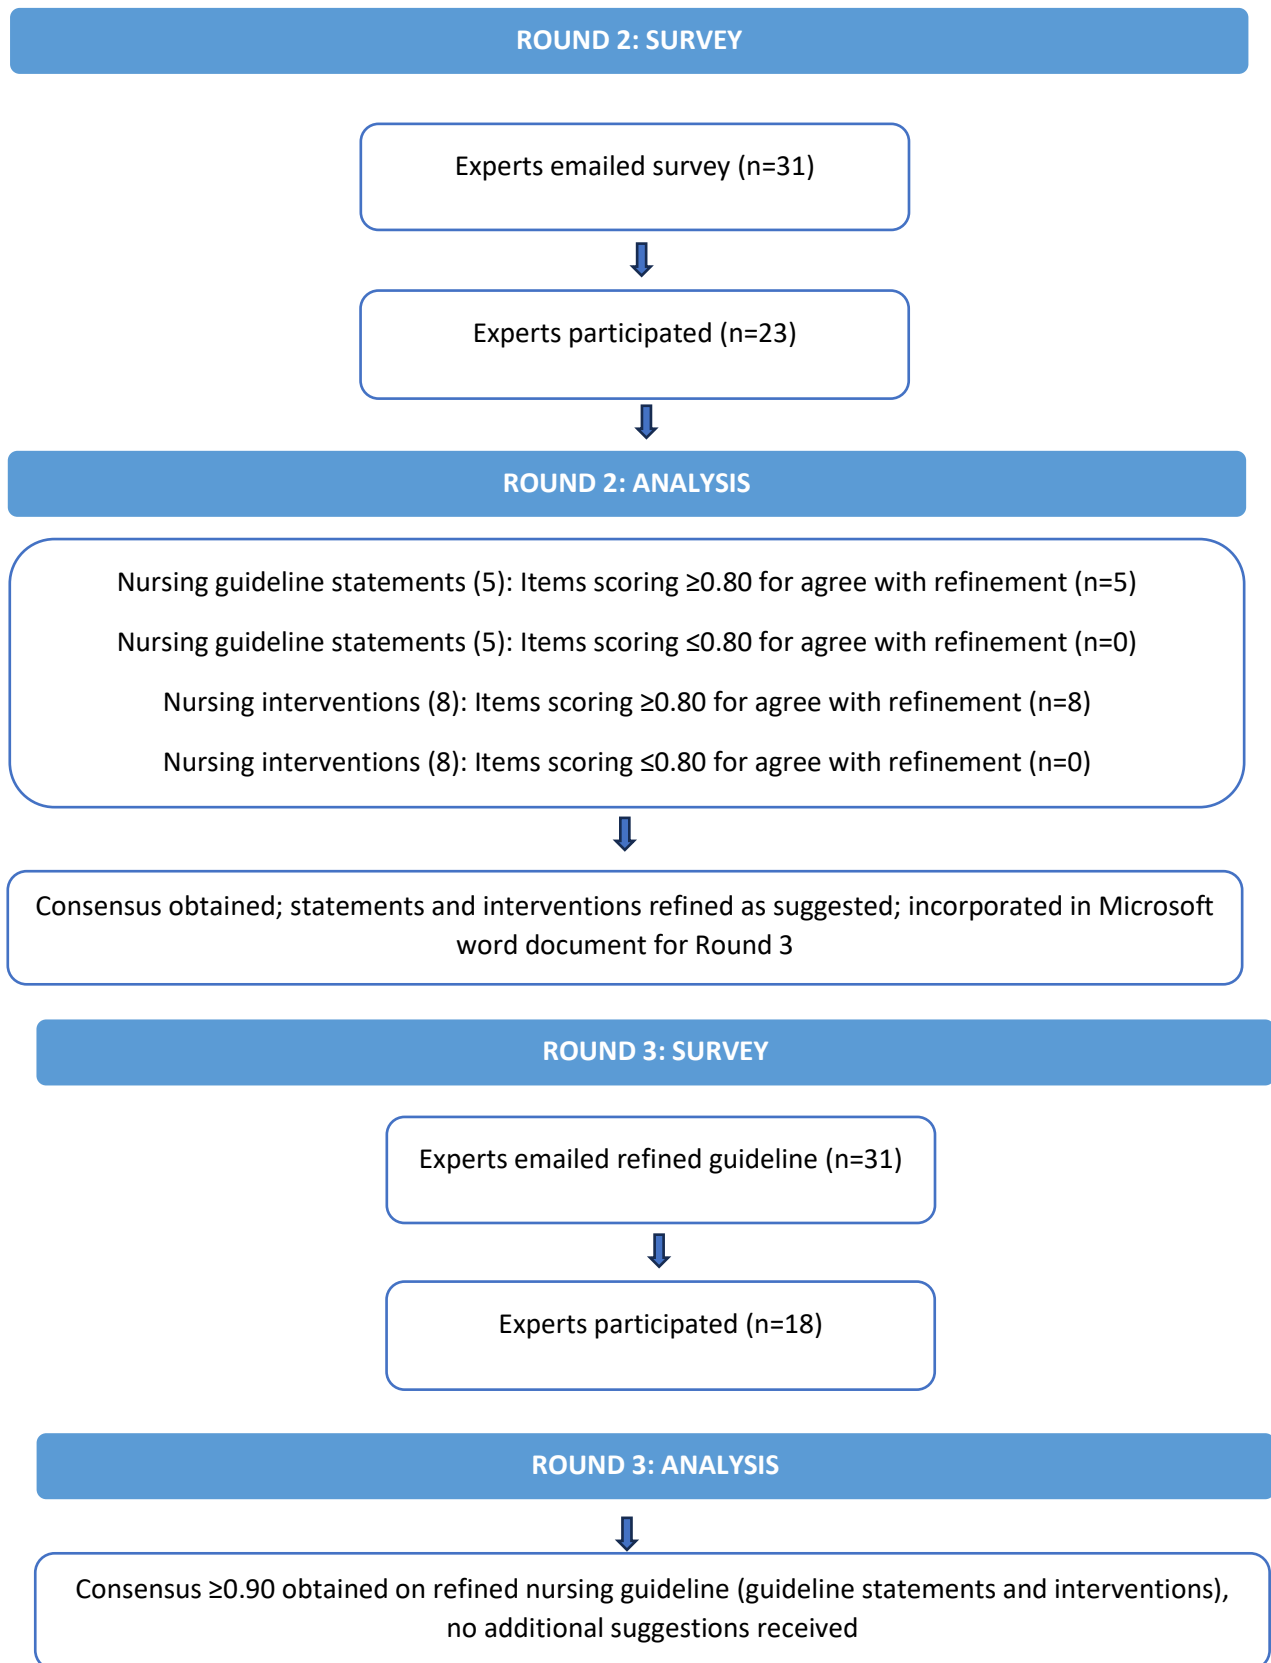 ROUND 2: SURVEY
Experts emailed survey (n=31)
Experts participated (n=23)
ROUND 2: ANALYSIS
Nursing guideline statements (5): Items scoring ≥0.80 for agree with refinement (n=5)
Nursing guideline statements (5): Items scoring ≤0.80 for agree with refinement (n=0)
Nursing interventions (8): Items scoring ≥0.80 for agree with refinement (n=8)
Nursing interventions (8): Items scoring ≤0.80 for agree with refinement (n=0)
Consensus obtained; statements and interventions refined as suggested; incorporated in Microsoft
word document for Round 3
ROUND 3: SURVEY
Experts emailed refined guideline (n=31)
Experts participated (n=18)
ROUND 3: ANALYSIS
Consensus ≥0.90 obtained on refined nursing guideline (guideline statements and interventions),
no additional suggestions received